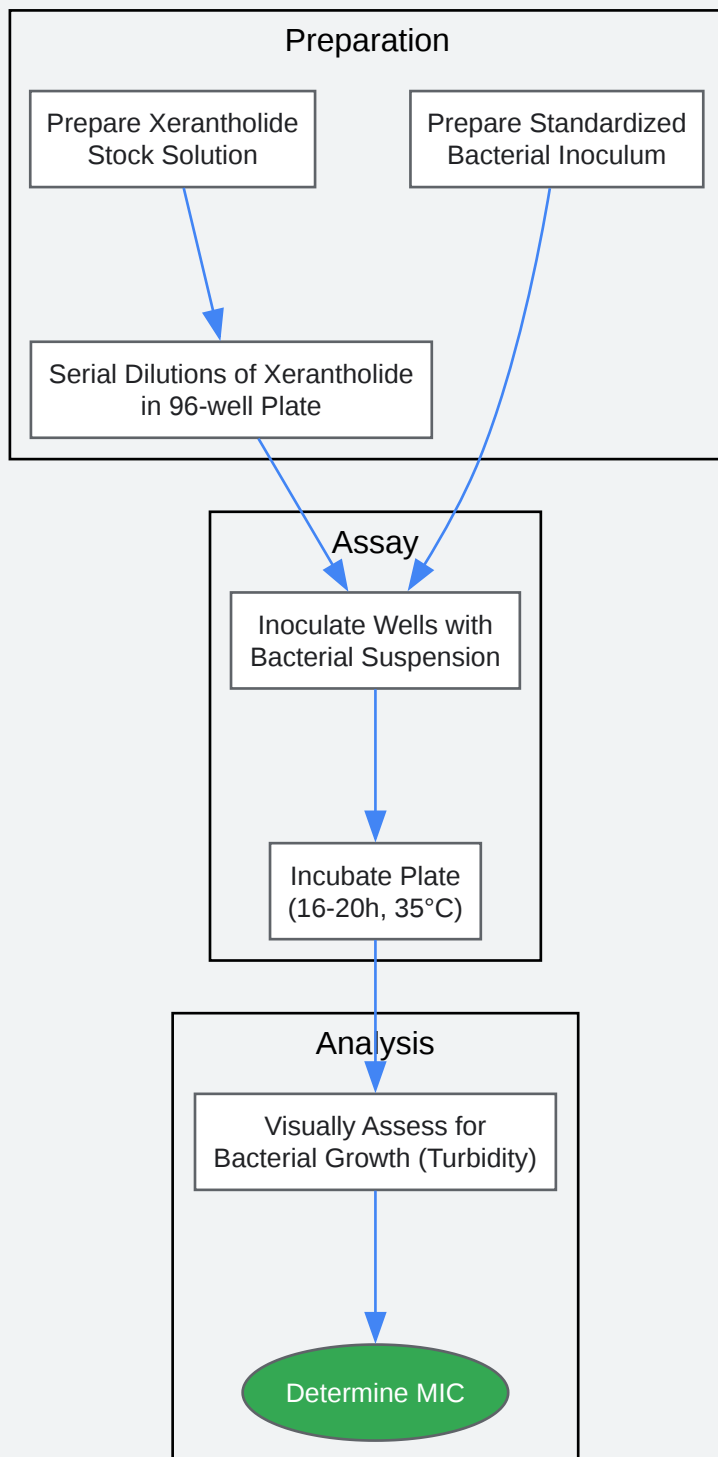 Preparation
Prepare Xerantholide
Stock Solution
Prepare Standardized
Bacterial Inoculum
Serial Dilutions of Xerantholide
in 96-well Plate
Assay
Inoculate Wells with
Bacterial Suspension
Incubate Plate
(16-20h, 35°C)
Analysis
Visually Assess for
Bacterial Growth (Turbidity)
Determine MIC